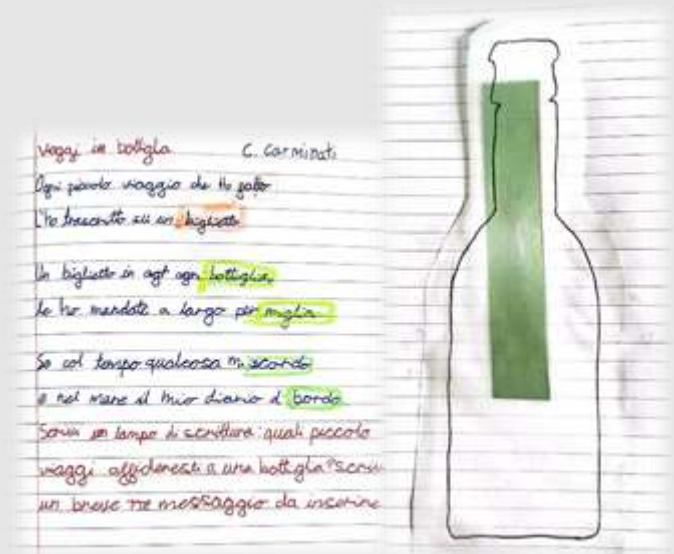 viaggi in bottiglia C. Carminati
Ogni piccolo viaggio che ho fatto
L'ho trascritto su un biglietto
Un biglietto in ogni bottiglia
le ho mandate a largo per miglia
Se col tempo qualcosa mi scordo
è nel mare il mio diario di bordo
un lampo di scrittura: quali piccolo
viaggi affideresti a una bottiglia? scrivi
un breve messaggio da inserire